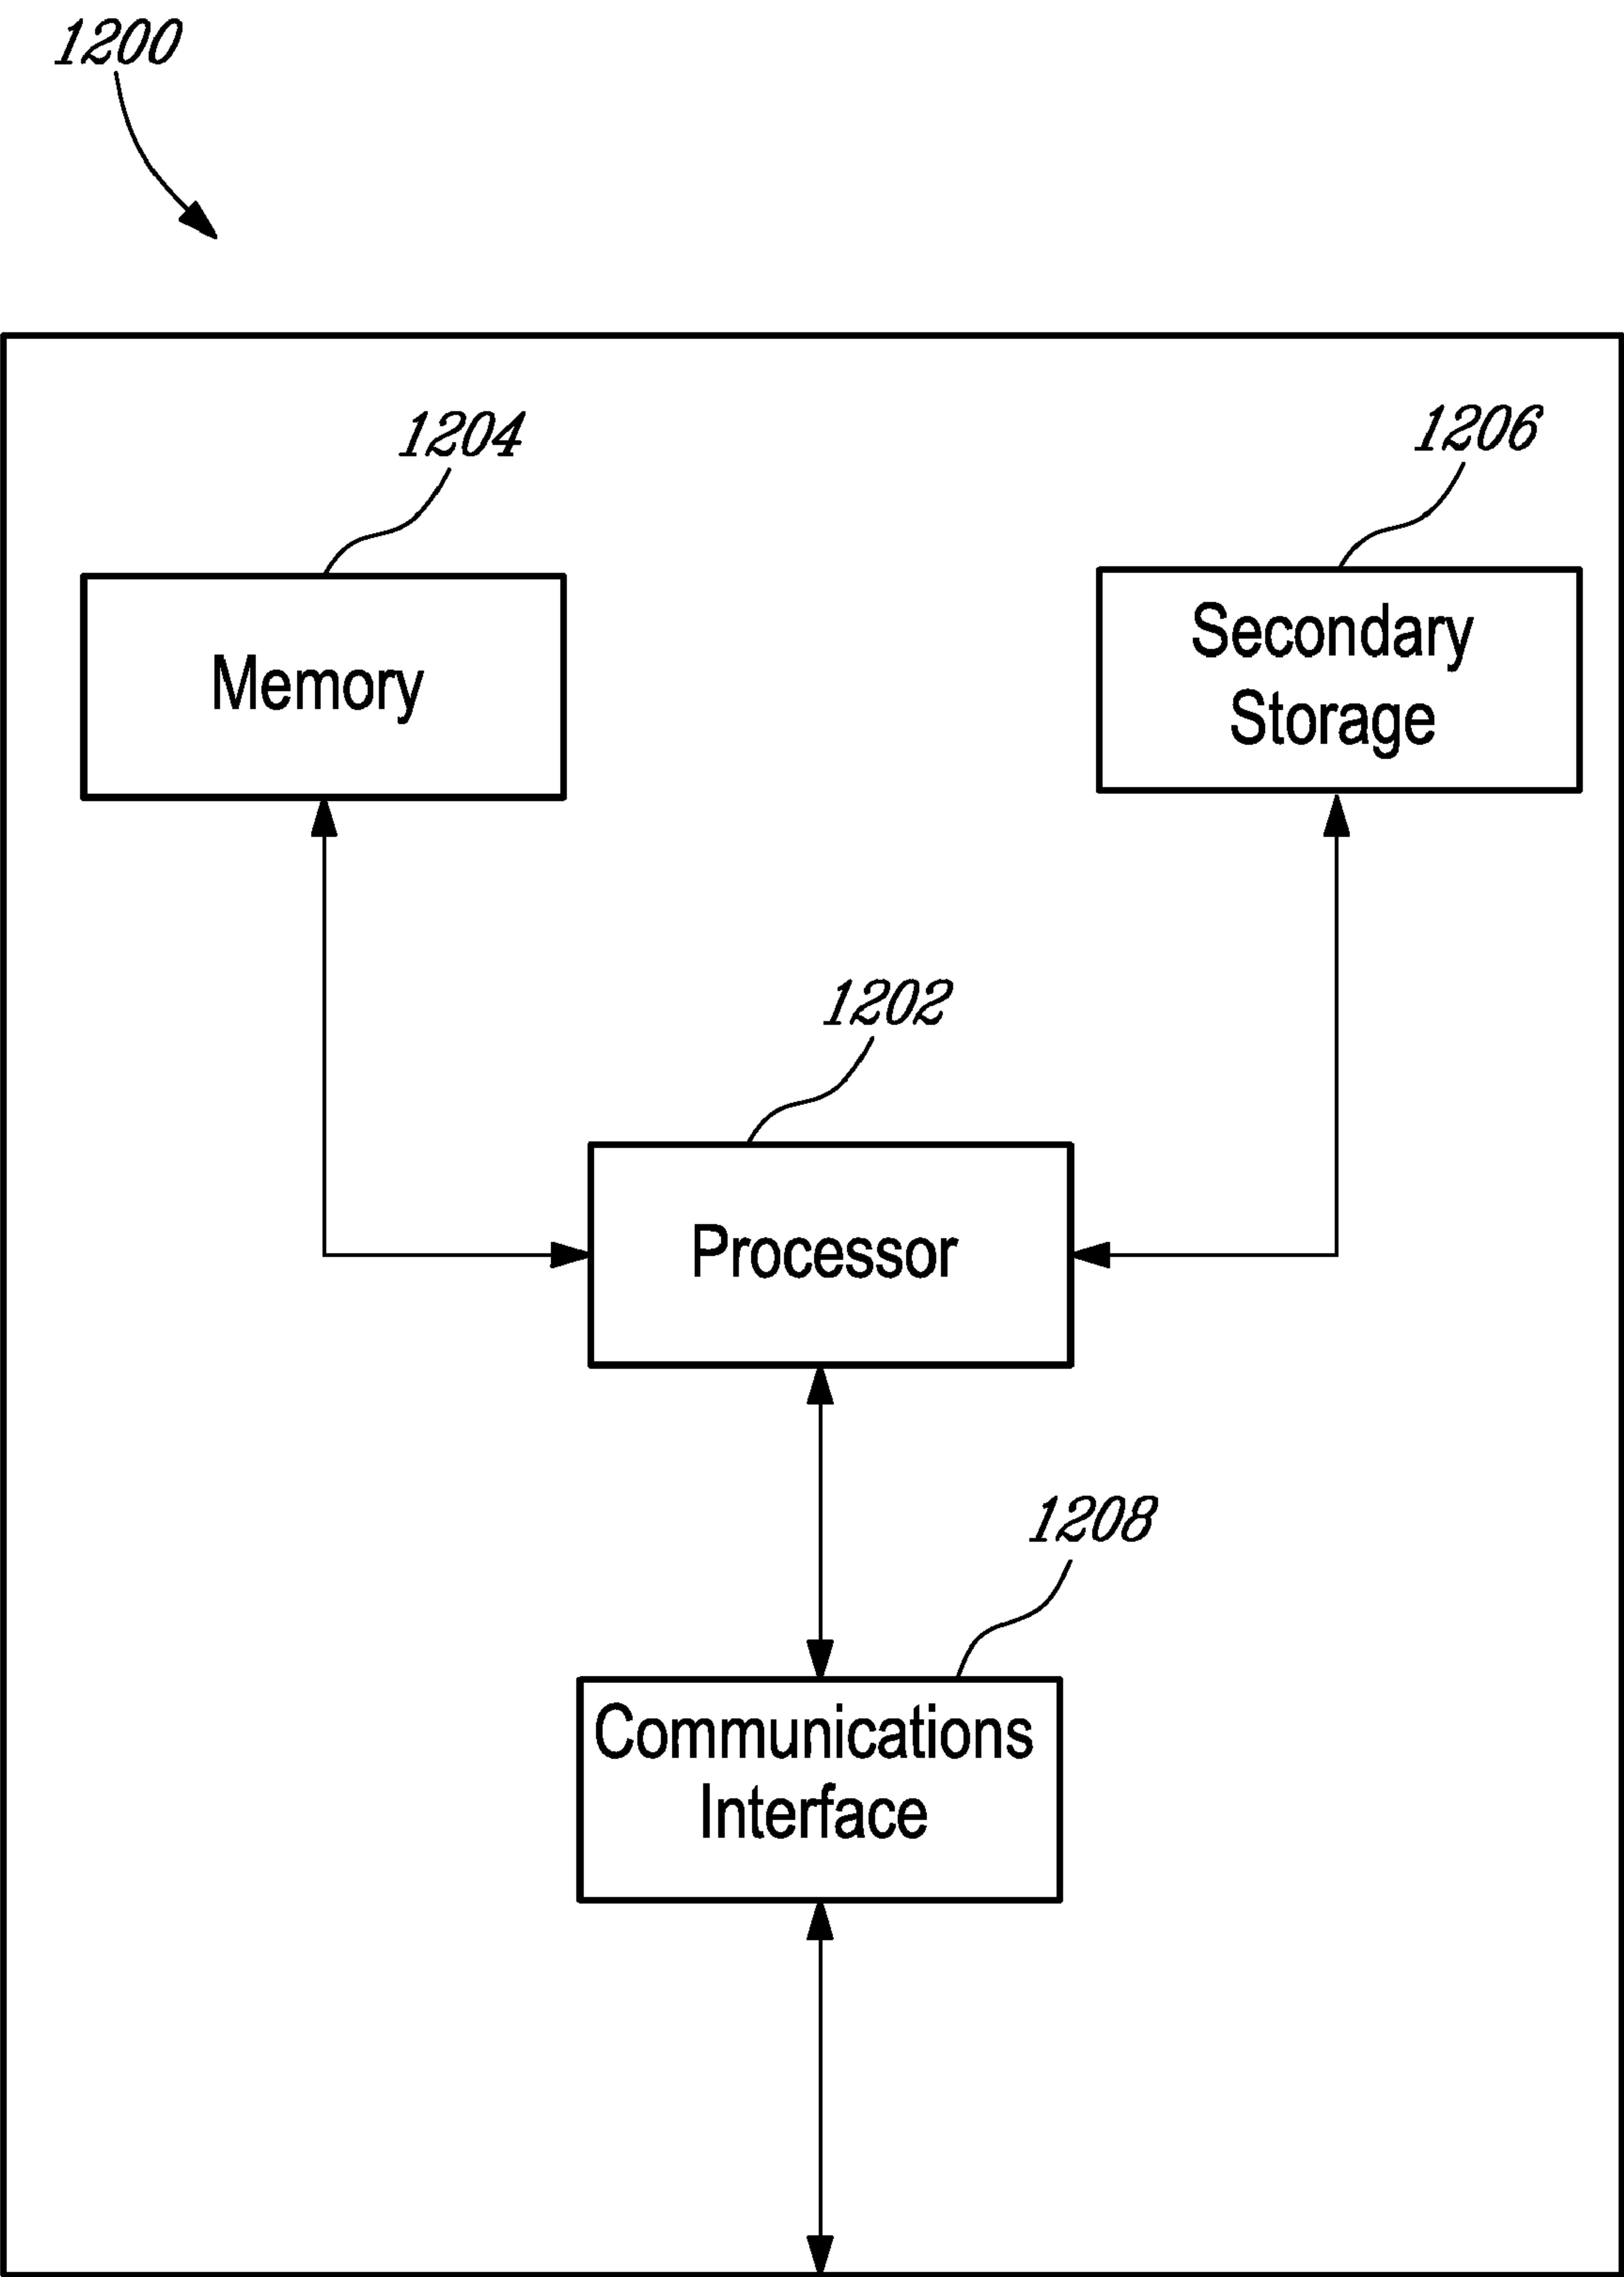 1200
1204
1206
Memory
Secondary
Storage
1202
Processor
1208
Communications
Interface